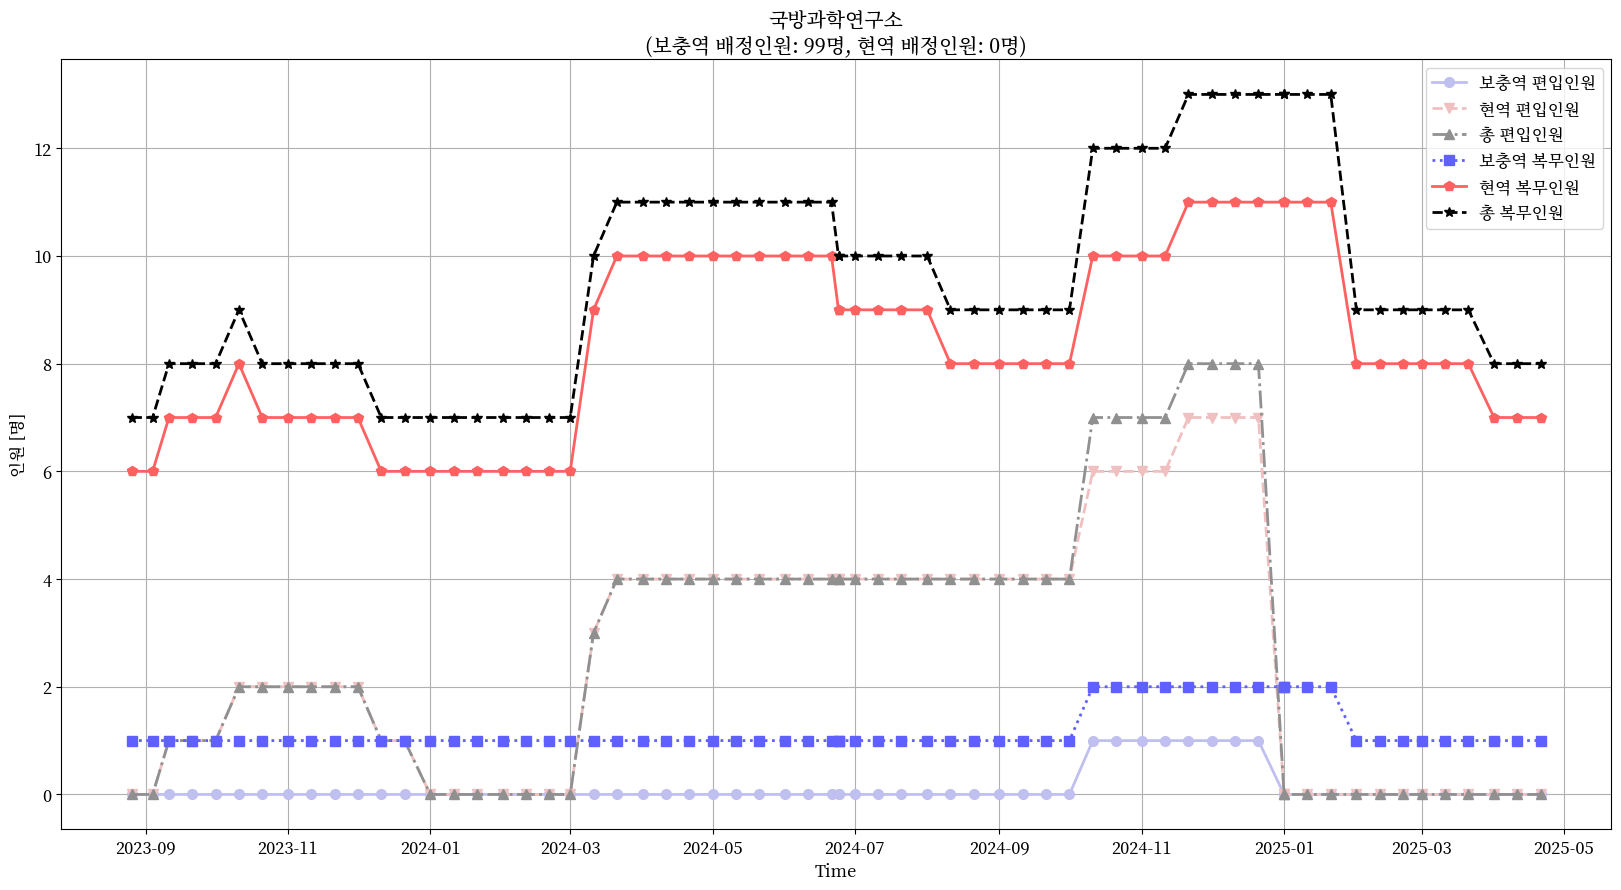 국방과학연구소
(보충역 배정인원: 99명, 현역 배정인원: 0명)
보충역 편입인원
현역 편입인원
총 편입인원
보충역 복무인원
현역 복무인원
총 복무인원
인원 [명]
12
10
8
6
4
2
0
2023-09 2023-11 2024-01 2024-03 2024-05 2024-07 2024-09 2024-11 2025-01 2025-03 2025-05
Time